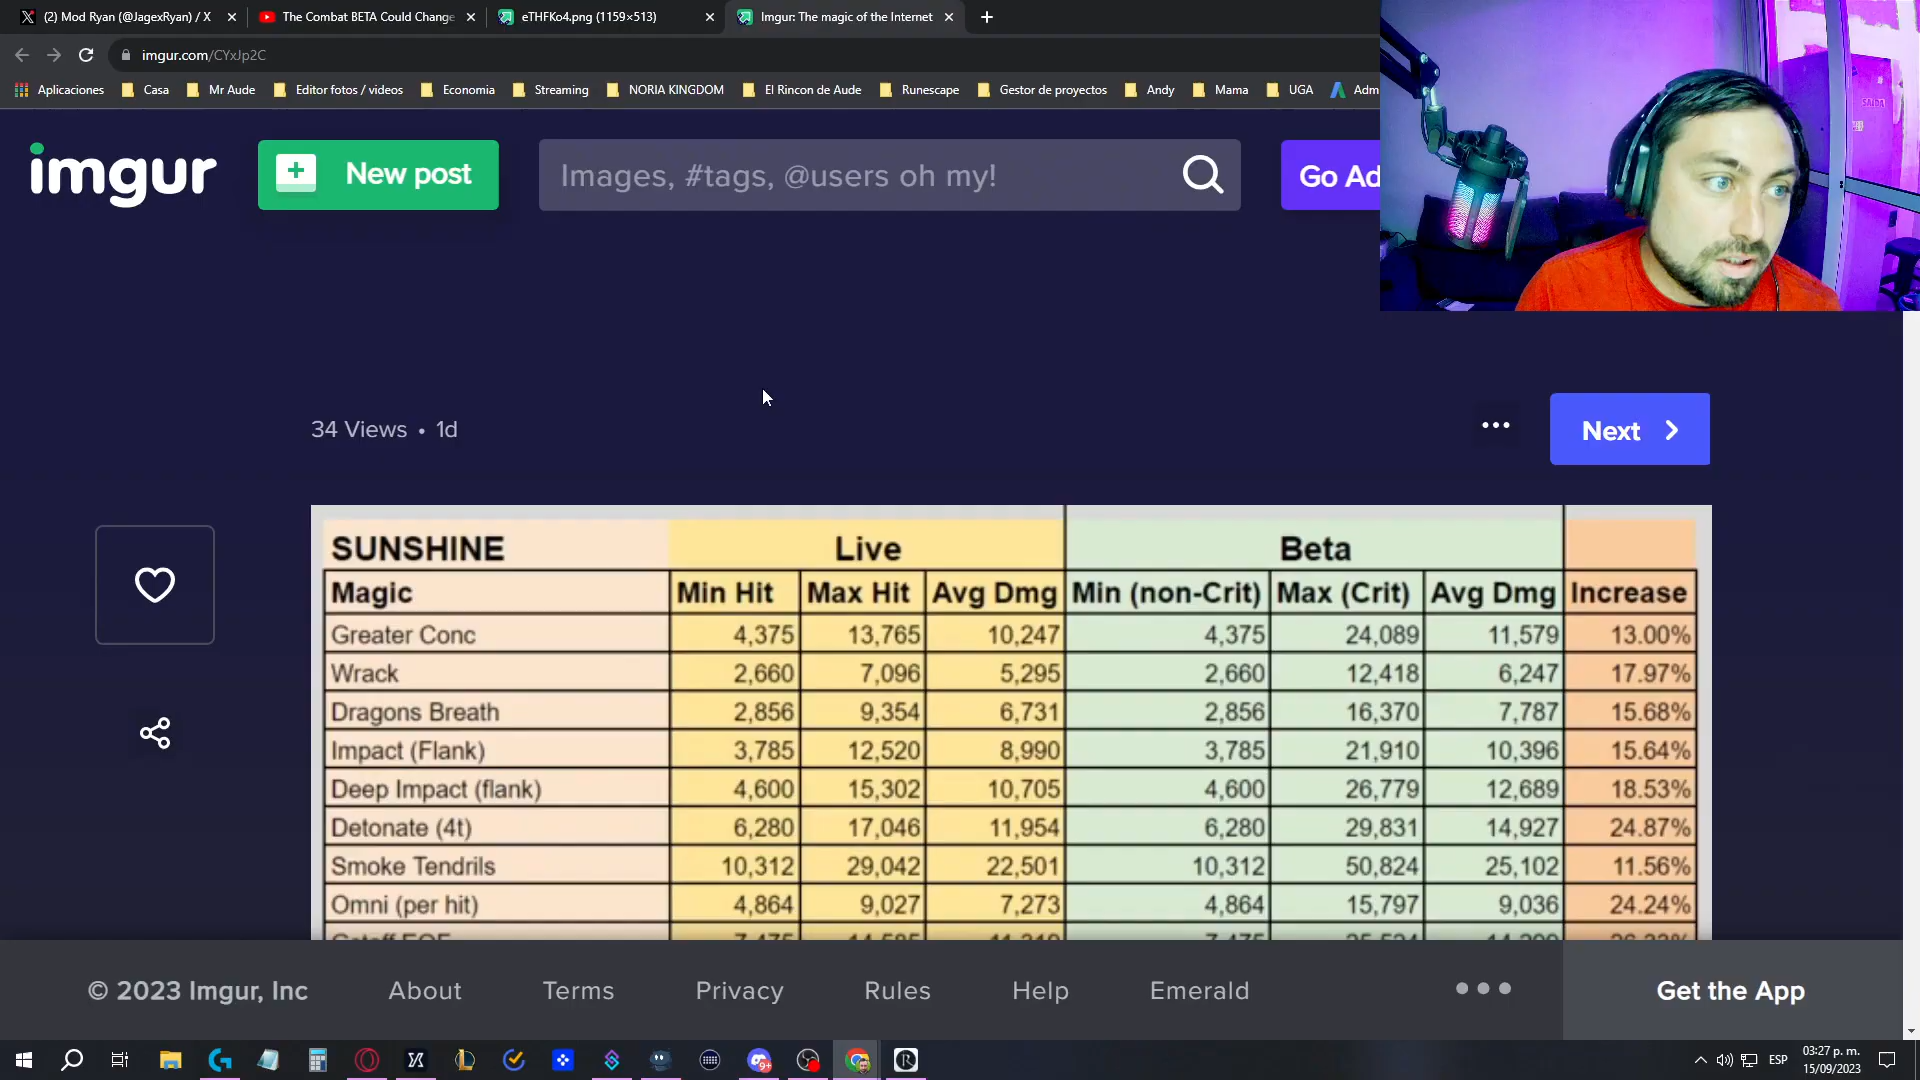 (2) Mod Ryan (@JagexRyan) / X
The Combat BETA Could Change
eTHFKo4.png (1159×513)
Imgur: The magic of the Internet
imgur.com/CYxJp2C
Aplicaciones
Casa
Mr Aude
Editor fotos / videos
Economia
Streaming
NORIA KINGDOM
El Rincon de Aude
Runescape
Gestor de proyectos
Andy
Mama
UGA
Adm
imgur
New post
Images, #tags, @users oh my!
Go Ad
34 Views • 1d
Next
SUNSHINE Live Beta
Magic Min Hit Max Hit Avg Dmg Min (non-Crit) Max (Crit) Avg Dmg Increase
Greater Conc 4,375 13,765 10,247 4,375 24,089 11,579 13.00%
Wrack 2,660 7,096 5,295 2,660 12,418 6,247 17.97%
Dragons Breath 2,856 9,354 6,731 2,856 16,370 7,787 15.68%
Impact (Flank) 3,785 12,520 8,990 3,785 21,910 10,396 15.64%
Deep Impact (flank) 4,600 15,302 10,705 4,600 26,779 12,689 18.53%
Detonate (4t) 6,280 17,046 11,954 6,280 29,831 14,927 24.87%
Smoke Tendrils 10,312 29,042 22,501 10,312 50,824 25,102 11.56%
Omni (per hit) 4,864 9,027 7,273 4,864 15,797 9,036 24.24%
© 2023 Imgur, Inc
About
Terms
Privacy
Rules
Help
Emerald
Get the App
ESP
03:27 p. m.
15/09/2023